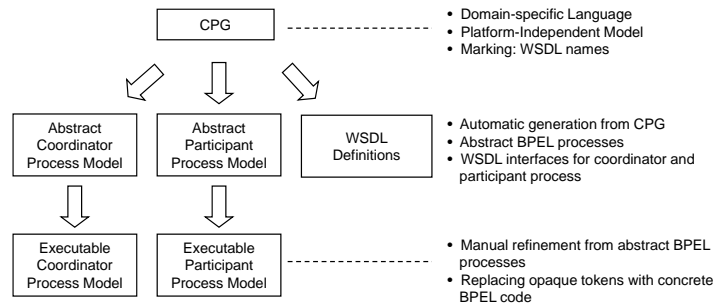 CPG
• Domain-specific Language
• Platform-Independent Model
• Marking: WSDL names
Abstract
Coordinator
Process Model
Abstract
Participant
Process Model
WSDL
Definitions
• Automatic generation from CPG
• Abstract BPEL processes
• WSDL interfaces for coordinator and
participant process
Executable
Coordinator
Process Model
Executable
Participant
Process Model
• Manual refinement from abstract BPEL
processes
• Replacing opaque tokens with concrete
BPEL code